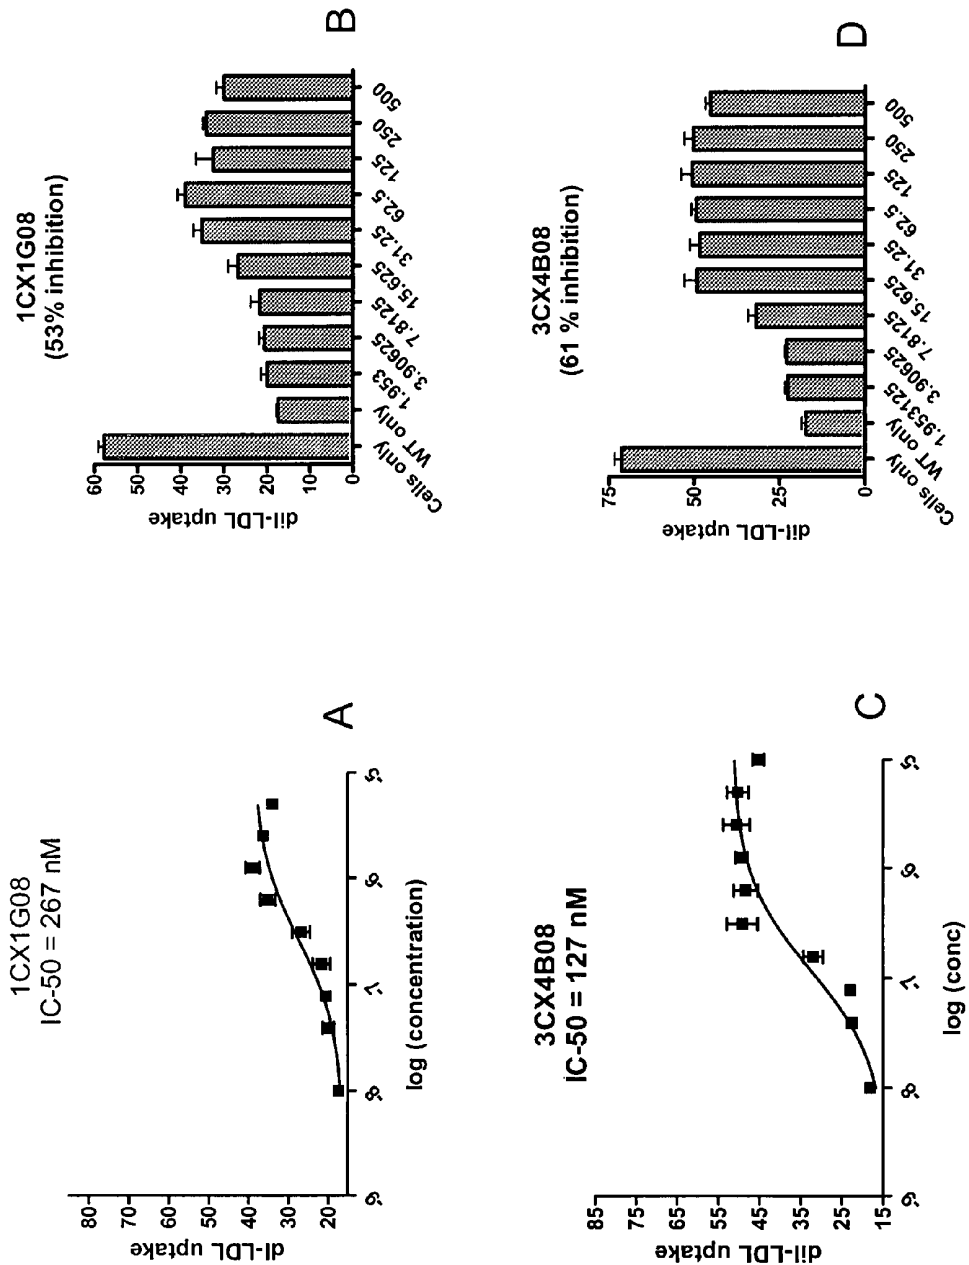 1CX1G08
IC-50 = 267 nM
dI-LDL uptake
80
70
60
50
40
30
20
-9
-8
-7
-6
-5
log (concentration)
A
1CX1G08
(53% inhibition)
dil-LDL uptake
60
50
40
30
20
10
0
Cells only
WT only
1.953
3.90625
7.8125
15.625
31.25
62.5
125
250
500
B
3CX4B08
IC-50 = 127 nM
dil-LDL uptake
85
75
65
55
45
35
25
15
-9
-8
-7
-6
-5
log (conc)
C
3CX4B08
(61 % inhibition)
dil-LDL uptake
75
50
25
0
Cells only
WT only
1.953125
3.90625
7.8125
15.625
31.25
62.5
125
250
500
D